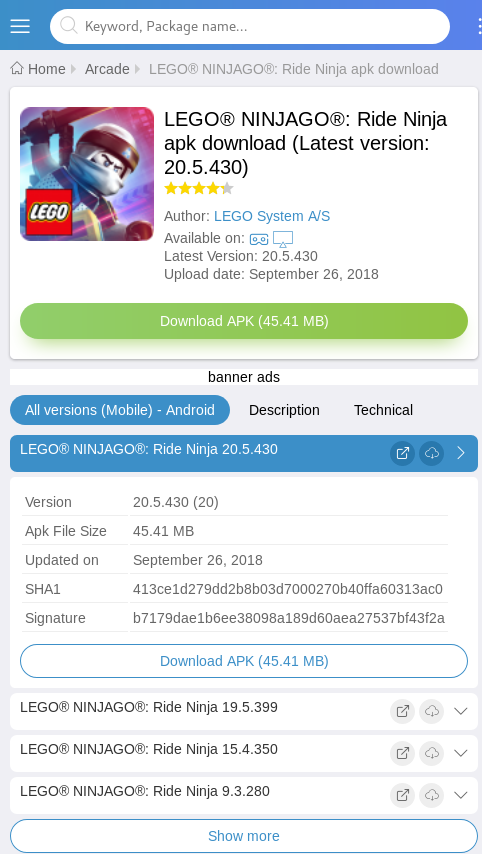 Keyword, Package name...
Home Arcade LEGO® NINJAGO®: Ride Ninja apk download
LEGO
LEGO® NINJAGO®: Ride Ninja
apk download (Latest version:
20.5.430)
Author: LEGO System A/S
Available on:
Latest Version: 20.5.430
Upload date: September 26, 2018
Download APK (45.41 MB)
banner ads
All versions (Mobile) - Android Description Technical
LEGO® NINJAGO®: Ride Ninja 20.5.430
Version 20.5.430 (20)
Apk File Size 45.41 MB
Updated on September 26, 2018
SHA1 413ce1d279dd2b8b03d7000270b40ffa60313ac0
Signature b7179dae1b6ee38098a189d60aea27537bf43f2a
Download APK (45.41 MB)
LEGO® NINJAGO®: Ride Ninja 19.5.399
LEGO® NINJAGO®: Ride Ninja 15.4.350
LEGO® NINJAGO®: Ride Ninja 9.3.280
Show more